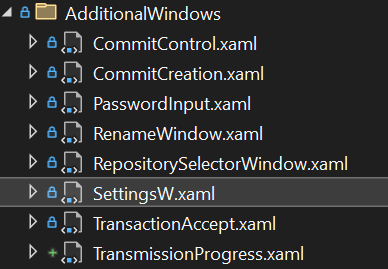 AdditionalWindows
CommitControl.xaml
CommitCreation.xaml
PasswordInput.xaml
RenameWindow.xaml
RepositorySelectorWindow.xaml
SettingsW.xaml
TransactionAccept.xaml
TransmissionProgress.xaml